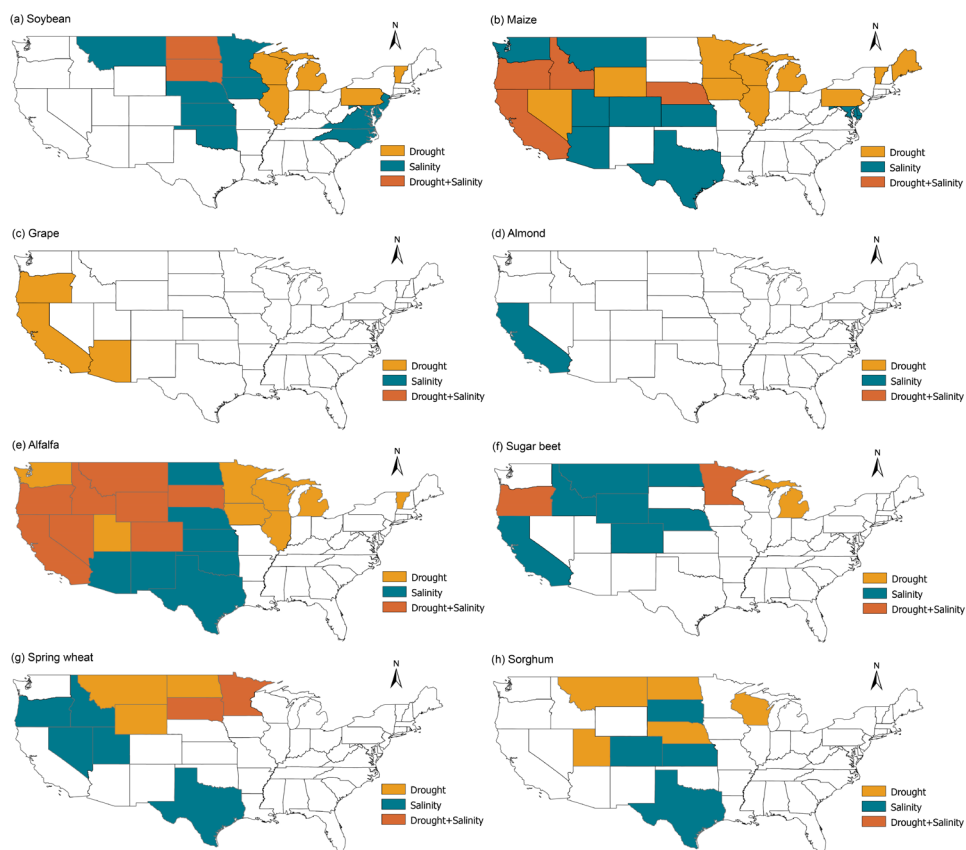 (a) Soybean
N
Drought
Salinity
Drought+Salinity
(b) Maize
N
Drought
Salinity
Drought+Salinity
(c) Grape
N
Drought
Salinity
Drought+Salinity
(d) Almond
N
Drought
Salinity
Drought+Salinity
(e) Alfalfa
N
Drought
Salinity
Drought+Salinity
(f) Sugar beet
N
Drought
Salinity
Drought+Salinity
(g) Spring wheat
N
Drought
Salinity
Drought+Salinity
(h) Sorghum
N
Drought
Salinity
Drought+Salinity